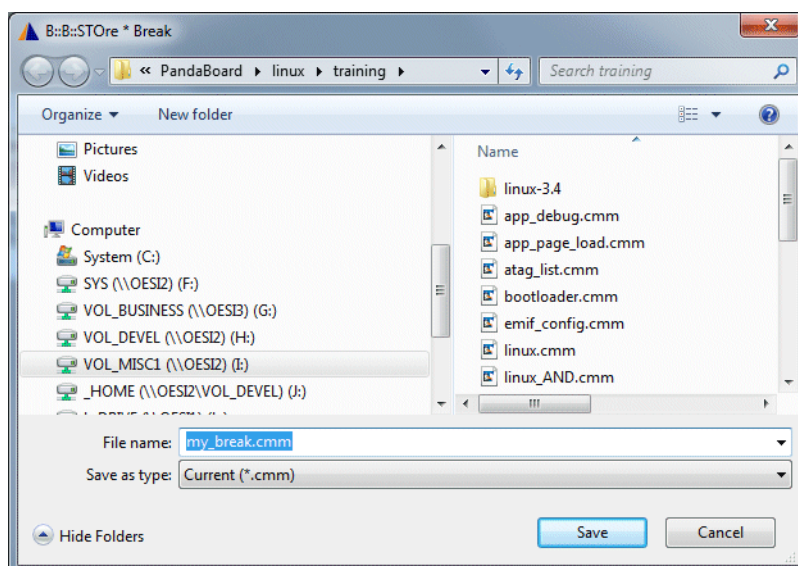 B::B::STOre * Break
« PandaBoard linux training
Search training
Organize New folder
Pictures
Videos
Computer
System (C:)
SYS (\\OESI2) (F:)
VOL_BUSINESS (\\OESI3) (G:)
VOL_DEVEL (\\OESI2) (H:)
VOL_MISC1 (\\OESI2) (I:)
_HOME (\\OESI2\VOL_DEVEL) (J:)
Name
linux-3.4
app_debug.cmm
app_page_load.cmm
atag_list.cmm
bootloader.cmm
emif_config.cmm
linux.cmm
linux_AND.cmm
File name: my_break.cmm
Save as type: Current (*.cmm)
Hide Folders
Save Cancel